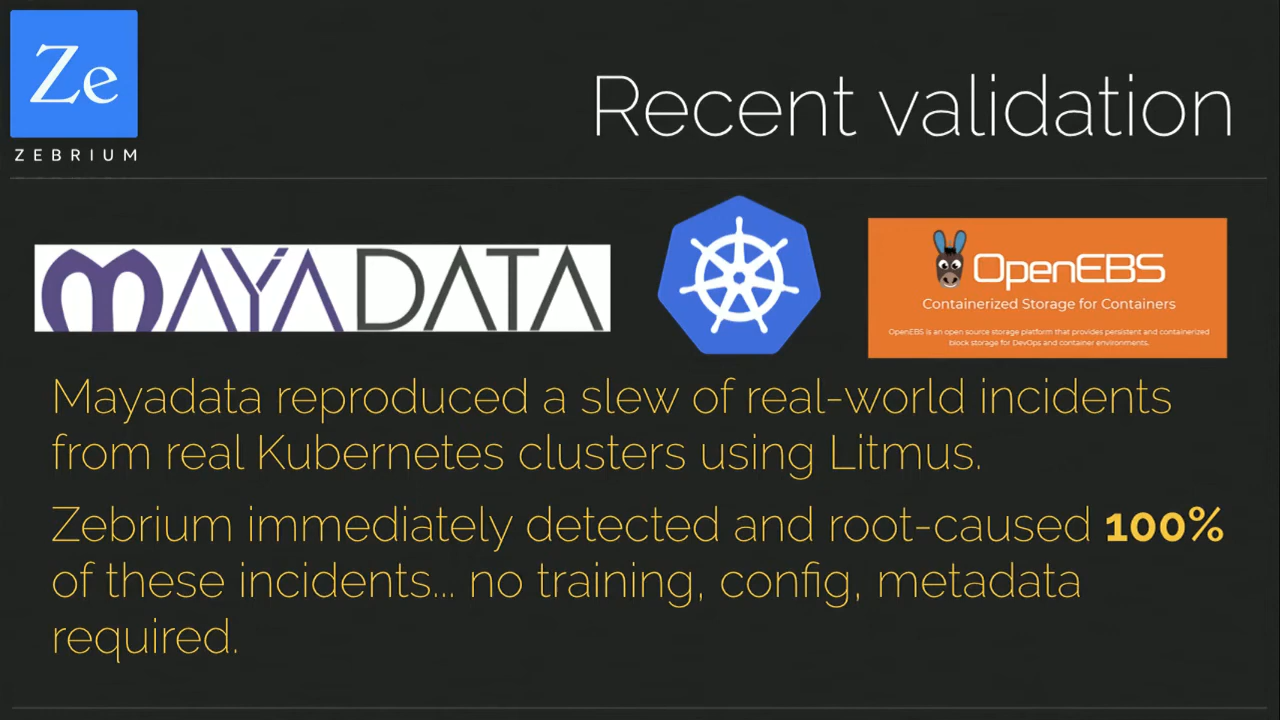 Ze
ZEBRIUM
Recent validation
MAYADATA
OpenEBS
Containerized Storage for Containers
OpenEBS is an open source storage platform that provides persistent and containerized
block storage for DevOps and container environments.
Mayadata reproduced a slew of real-world incidents
from real Kubernetes clusters using Litmus.
Zebrium immediately detected and root-caused 100%
of these incidents... no training, config, metadata
required.